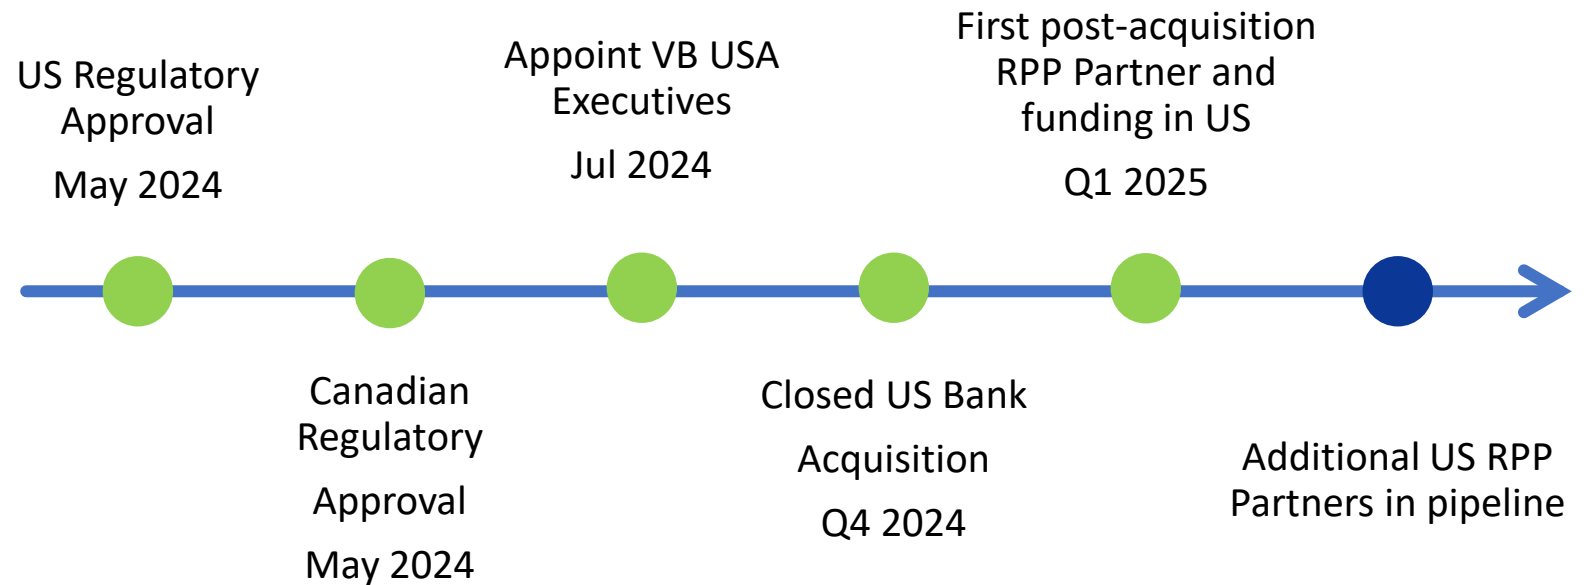 US Regulatory
Approval
May 2024
Canadian
Regulatory
Approval
May 2024
Appoint VB USA
Executives
Jul 2024
Closed US Bank
Acquisition
Q4 2024
First post-acquisition
RPP Partner and
funding in US
Q1 2025
Additional US RPP
Partners in pipeline